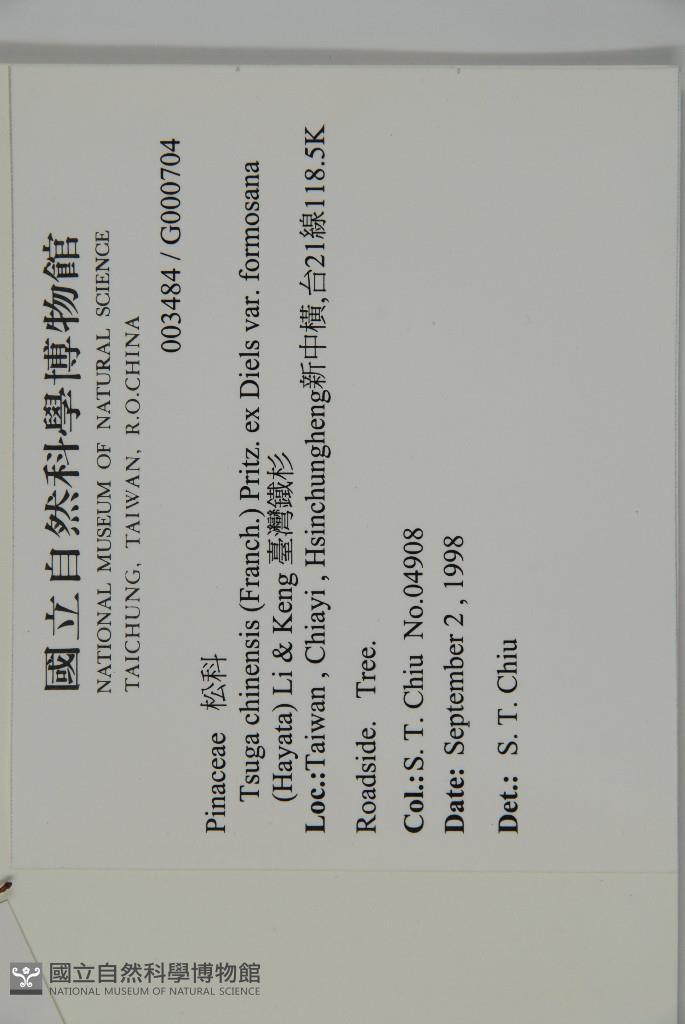 國立自然科學博物館
NATIONAL MUSEUM OF NATURAL SCIENCE
TAICHUNG, TAIWAN, R.O.CHINA
003484 / G000704
Pinaceae 松科
Tsuga chinensis (Franch.) Pritz. ex Diels var. formosana
(Hayata) Li & Keng 臺灣鐵杉
Loc.:Taiwan , Chiayi , Hsinchungheng新中橫,台21線118.5K
Roadside. Tree.
Col.:S. T. Chiu No.04908
Date: September 2 , 1998
Det.: S. T. Chiu
國立自然科學博物館
NATIONAL MUSEUM OF NATURAL SCIENCE